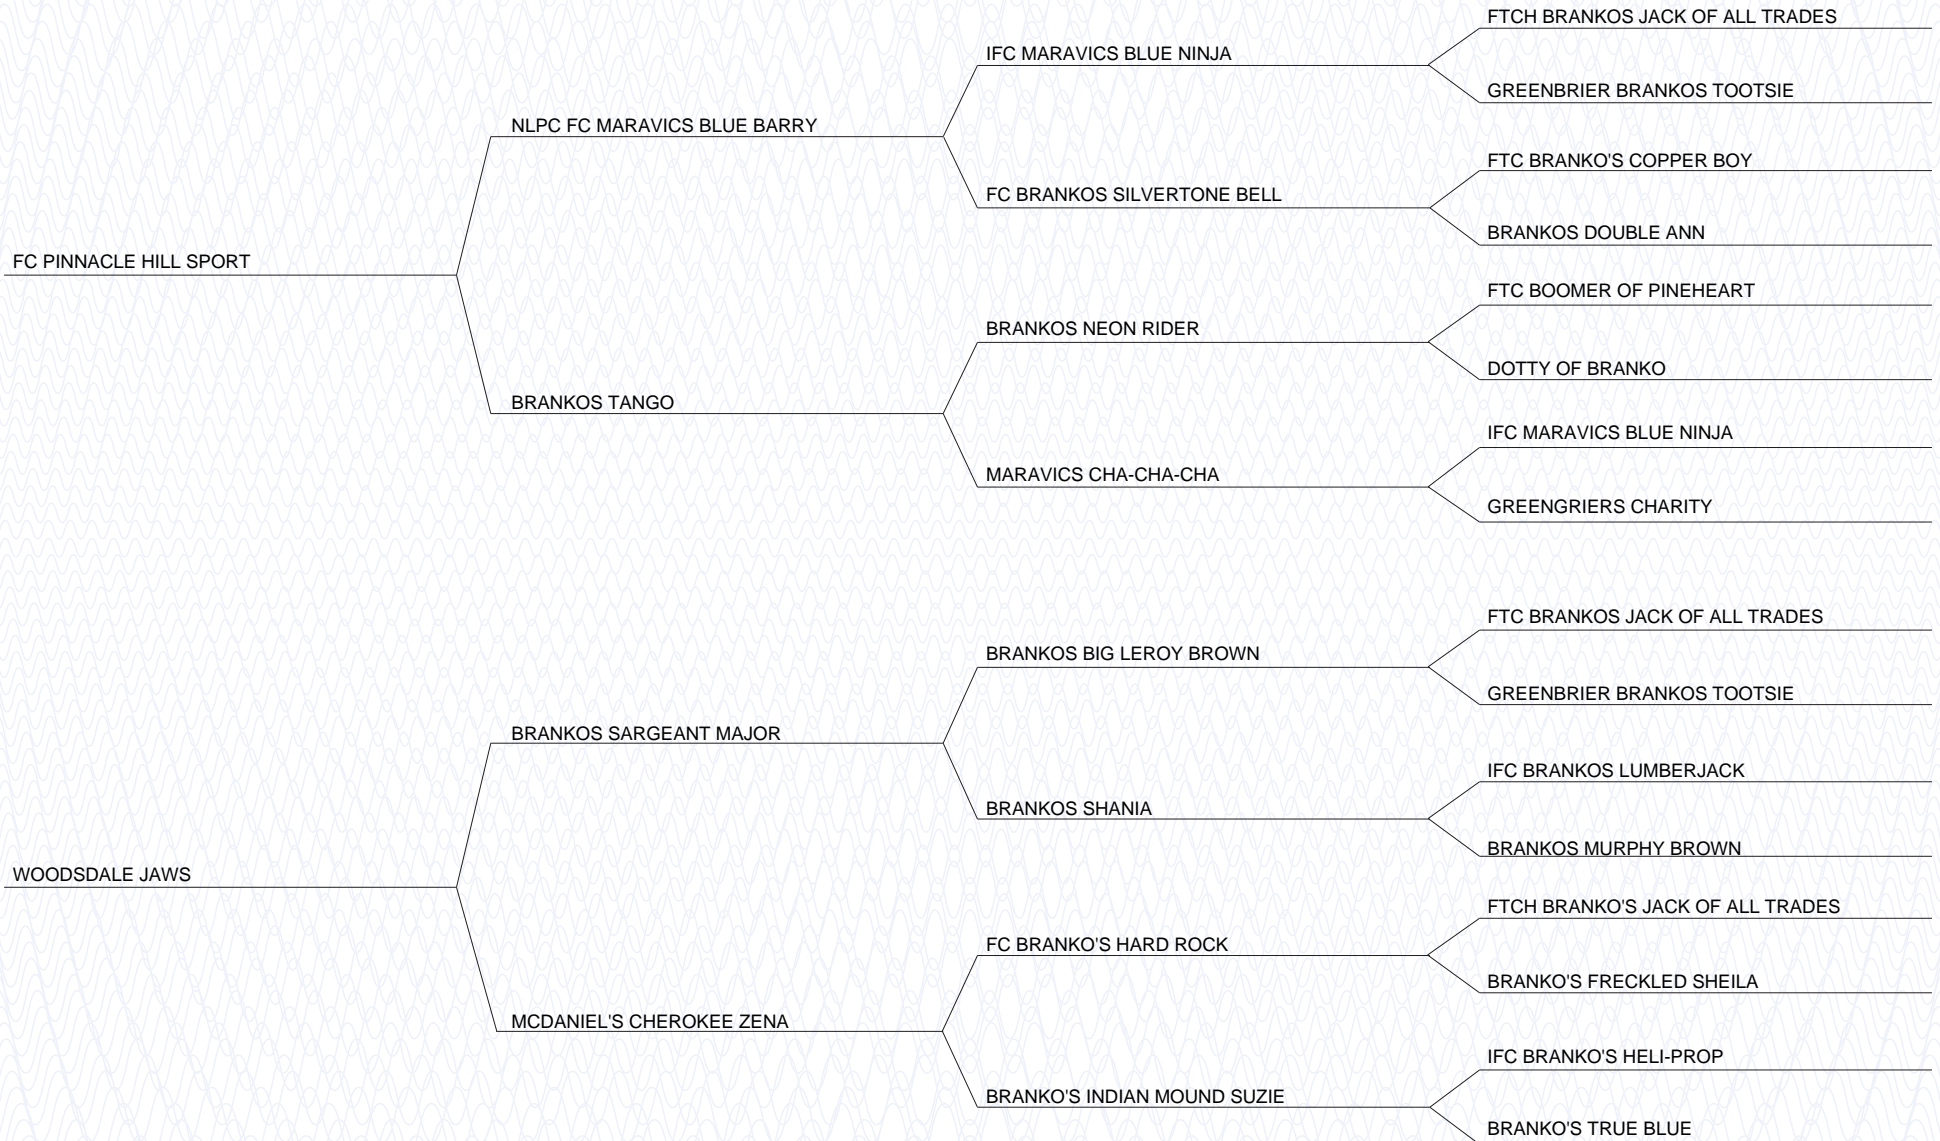 FTCH BRANKOS JACK OF ALL TRADES
IFC MARAVICS BLUE NINJA
GREENBRIER BRANKOS TOOTSIE
NLPC FC MARAVICS BLUE BARRY
FTC BRANKO'S COPPER BOY
FC BRANKOS SILVERTONE BELL
BRANKOS DOUBLE ANN
FC PINNACLE HILL SPORT
FTC BOOMER OF PINEHEART
BRANKOS NEON RIDER
DOTTY OF BRANKO
BRANKOS TANGO
IFC MARAVICS BLUE NINJA
MARAVICS CHA-CHA-CHA
GREENGRIERS CHARITY
FTC BRANKOS JACK OF ALL TRADES
BRANKOS BIG LEROY BROWN
GREENBRIER BRANKOS TOOTSIE
BRANKOS SARGEANT MAJOR
IFC BRANKOS LUMBERJACK
BRANKOS SHANIA
BRANKOS MURPHY BROWN
WOODSDALE JAWS
FTCH BRANKO'S JACK OF ALL TRADES
FC BRANKO'S HARD ROCK
BRANKO'S FRECKLED SHEILA
MCDANIEL'S CHEROKEE ZENA
IFC BRANKO'S HELI-PROP
BRANKO'S INDIAN MOUND SUZIE
BRANKO'S TRUE BLUE